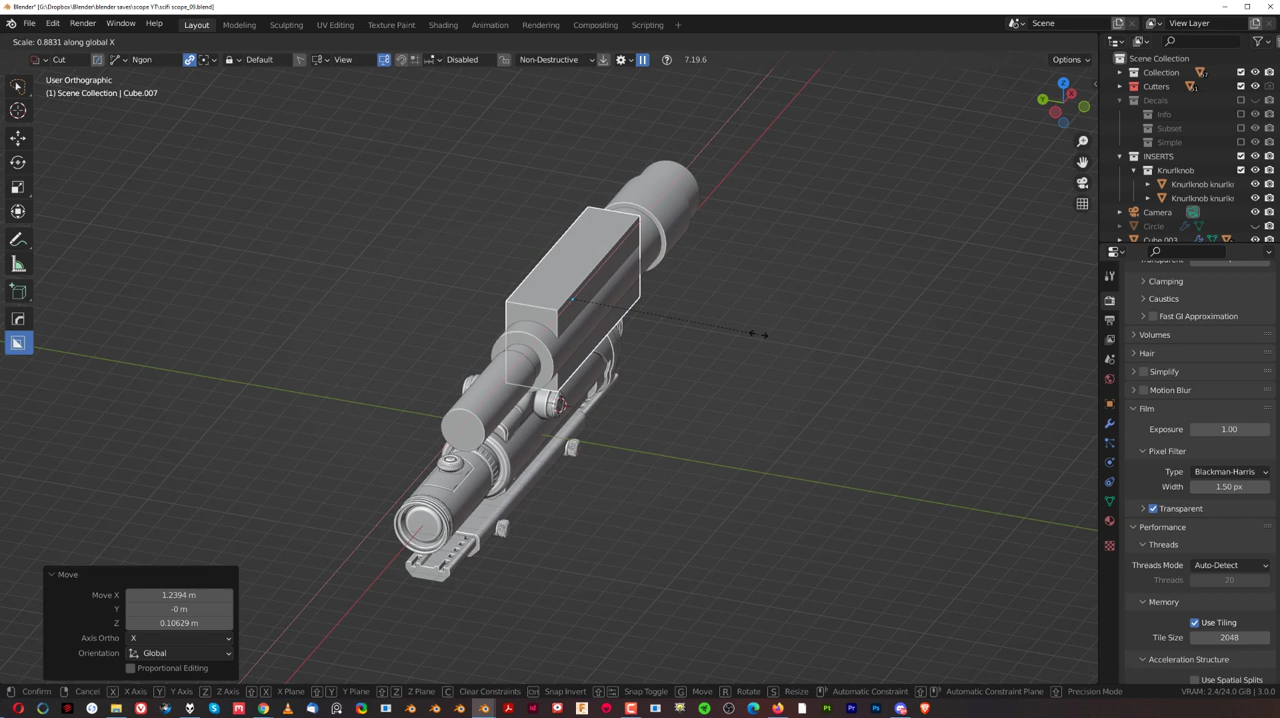 Blender* [G:\Dropbox\Blender\blender saves\scope YT\scifi scope_09.blend]
File Edit Render Window Help Layout Modeling Sculpting UV Editing Texture Paint Shading Animation Rendering Compositing Scripting + Scene View Layer
Scale: 0.8831 along global X
Cut Ngon Default View Disabled Non-Destructive 7.19.6 Options
User Orthographic
(1) Scene Collection | Cube.007
Scene Collection
Collection
Cutters
Decals
Info
Subset
Simple
INSERTS
Knurlknob
Knurlknob knurlk
Knurlknob knurlk
Camera
Circle
Cube.003
Clamping
Caustics
Fast GI Approximation
Volumes
Hair
Simplify
Motion Blur
Film
Exposure 1.00
Pixel Filter
Type Blackman-Harris
Width 1.50 px
Transparent
Performance
Threads
Threads Mode Auto-Detect
Threads 20
Memory
Use Tiling
Tile Size 2048
Acceleration Structure
Use Spatial Splits
Move
Move X 1.2394 m
Y -0 m
Z 0.10629 m
Axis Ortho X
Orientation Global
Proportional Editing
Confirm Cancel X X Axis Y Y Axis Z Z Axis X X Plane Y Y Plane Z Z Plane C Clear Constraints Snap Invert Snap Toggle G Move R Rotate S Resize Automatic Constraint Automatic Constraint Plane Precision Mode VRAM: 2.4/24.0 GiB | 3.0.0